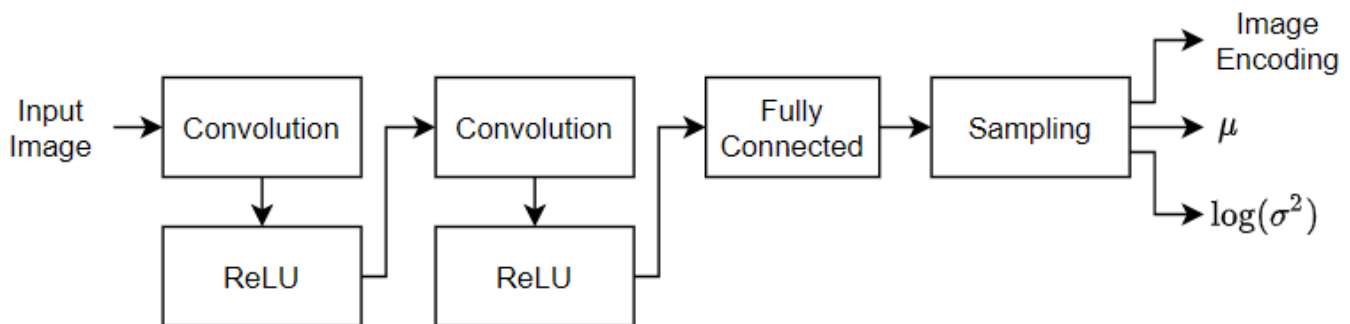 Input
Image
Convolution
ReLU
Convolution
ReLU
Fully
Connected
Sampling
Image
Encoding
μ
log(σ²)